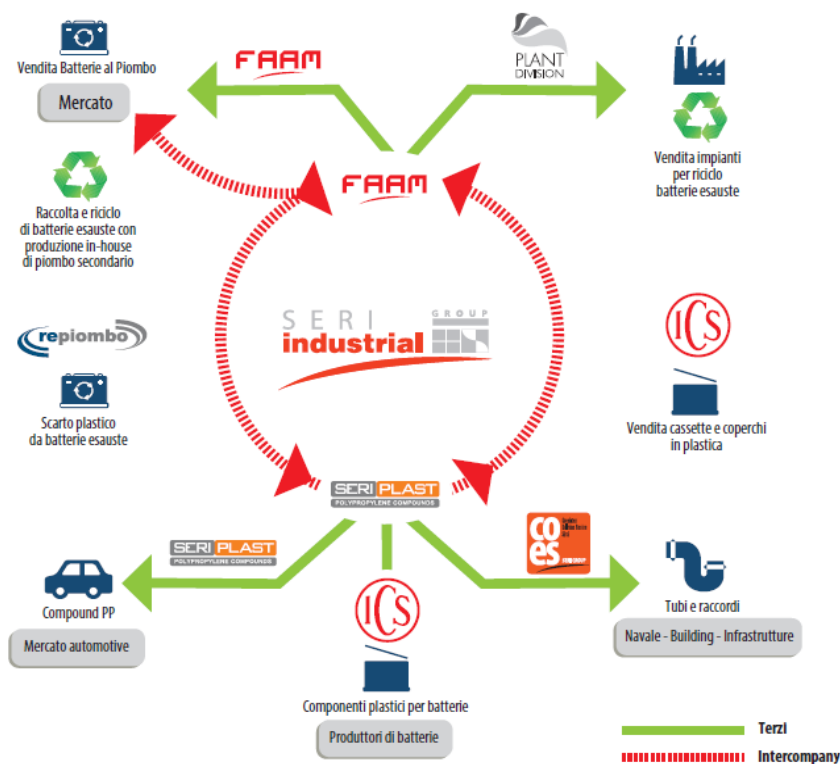 FAAM
PLANT
DIVISION
Vendita Batterie al Piombo
Mercato
Vendita impianti
per riciclo
batterie esauste
FAAM
Raccolta e riciclo
di batterie esauste con
produzione in-house
di piombo secondario
SERI
GROUP
industrial
ICS
repiombo
Scarto plastico
da batterie esauste
Vendita cassette e coperchi
in plastica
SERI PLAST
POLYPROPYLENE COMPOUNDS
SERI PLAST
POLYPROPYLENE COMPOUNDS
co
es
Compound PP
Mercato automotive
ICS
Tubi e raccordi
Navale - Building - Infrastrutture
Componenti plastici per batterie
Produttori di batterie
Terzi
Intercompany